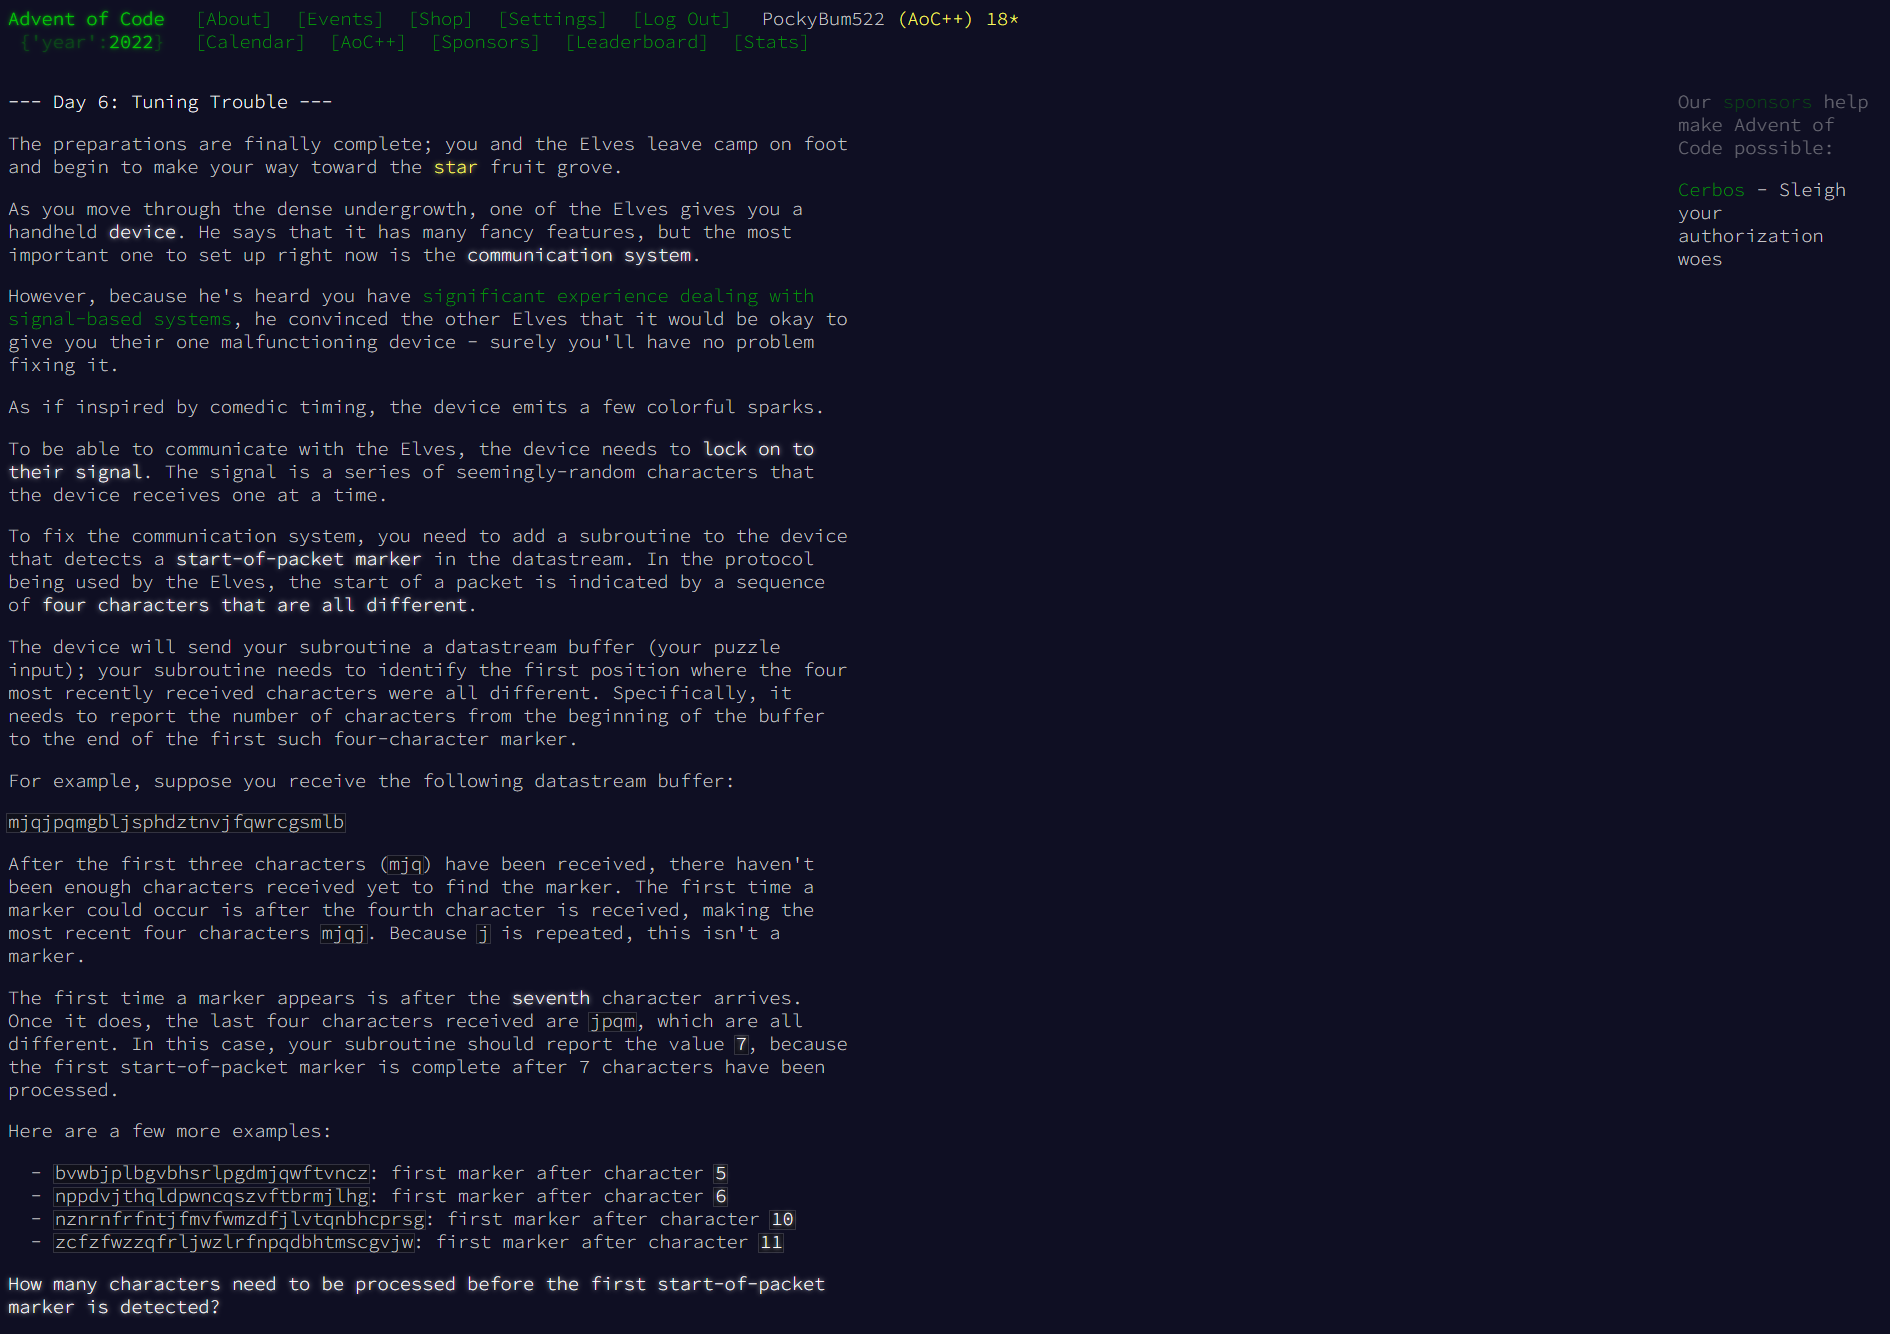 Advent of Code [About] [Events] [Shop] [Settings] [Log Out] PockyBum522 (AoC++) 18*
{'year':2022} [Calendar] [AoC++] [Sponsors] [Leaderboard] [Stats]
--- Day 6: Tuning Trouble ---
The preparations are finally complete; you and the Elves leave camp on foot
and begin to make your way toward the star fruit grove.
As you move through the dense undergrowth, one of the Elves gives you a
handheld device. He says that it has many fancy features, but the most
important one to set up right now is the communication system.
However, because he's heard you have significant experience dealing with
signal-based systems, he convinced the other Elves that it would be okay to
give you their one malfunctioning device - surely you'll have no problem
fixing it.
As if inspired by comedic timing, the device emits a few colorful sparks.
To be able to communicate with the Elves, the device needs to lock on to
their signal. The signal is a series of seemingly-random characters that
the device receives one at a time.
To fix the communication system, you need to add a subroutine to the device
that detects a start-of-packet marker in the datastream. In the protocol
being used by the Elves, the start of a packet is indicated by a sequence
of four characters that are all different.
The device will send your subroutine a datastream buffer (your puzzle
input); your subroutine needs to identify the first position where the four
most recently received characters were all different. Specifically, it
needs to report the number of characters from the beginning of the buffer
to the end of the first such four-character marker.
For example, suppose you receive the following datastream buffer:
mjqjpqmgbljsphdztnvjfqwrcgsmlb
After the first three characters (mjq) have been received, there haven't
been enough characters received yet to find the marker. The first time a
marker could occur is after the fourth character is received, making the
most recent four characters mjqj. Because j is repeated, this isn't a
marker.
The first time a marker appears is after the seventh character arrives.
Once it does, the last four characters received are jpqm, which are all
different. In this case, your subroutine should report the value 7, because
the first start-of-packet marker is complete after 7 characters have been
processed.
Here are a few more examples:
- bvwbjplbgvbhsrlpgdmjqwftvncz: first marker after character 5
- nppdvjthqldpwncqszvftbrmjlhg: first marker after character 6
- nznrnfrfntjfmvfwmzdfjlvtqnbhcprsg: first marker after character 10
- zcfzfwzzqfrljwzlrfnpqdbhtmscgvjw: first marker after character 11
How many characters need to be processed before the first start-of-packet
marker is detected?
Our sponsors help
make Advent of
Code possible:
Cerbos - Sleigh
your
authorization
woes